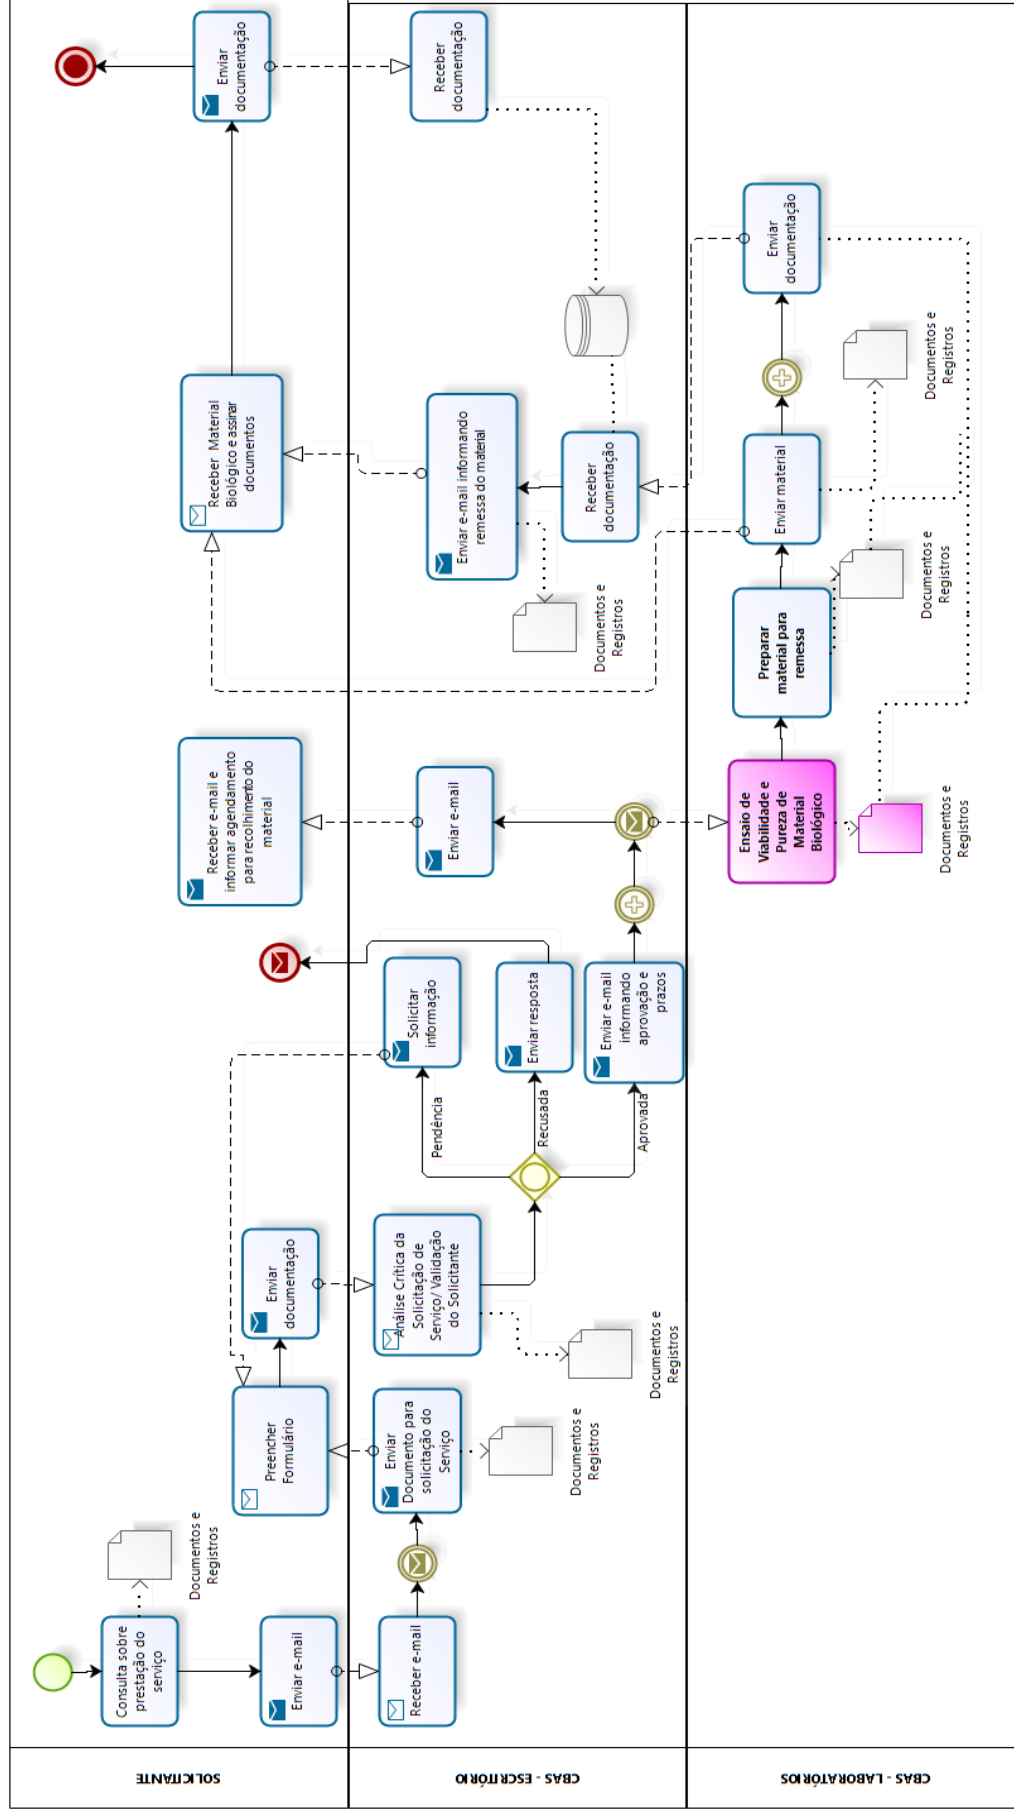 SOLICITANTE
Consulta sobre
prestação do
serviço
Documentos e
Registros
Enviar e-mail
Preencher
Formulário
Enviar
documentação
Receber e-mail e
informar agendamento
para recolhimento do
material
Receber Material
Biológico e assinar
documentos
Enviar
documentação
CBAS - ESCRITÓRIO
Receber e-mail
Enviar
Documento para
solicitação do
Serviço
Documentos e
Registros
Análise Crítica da
Solicitação de
Serviço/ Validação
do Solicitante
Documentos e
Registros
Pendência
Recusada
Aprovada
Solicitar
informação
Enviar resposta
Enviar e-mail
informando
aprovação e
prazos
Enviar e-mail
Documentos e
Registros
Enviar e-mail informando
remessa do material
Receber
documentação
Receber
documentação
CBAS - LABORATÓRIOS
Ensaio de
Viabilidade e
Pureza de
Material
Biológico
Documentos e
Registros
Preparar
material para
remessa
Documentos e
Registros
Enviar material
Documentos e
Registros
Enviar
documentação